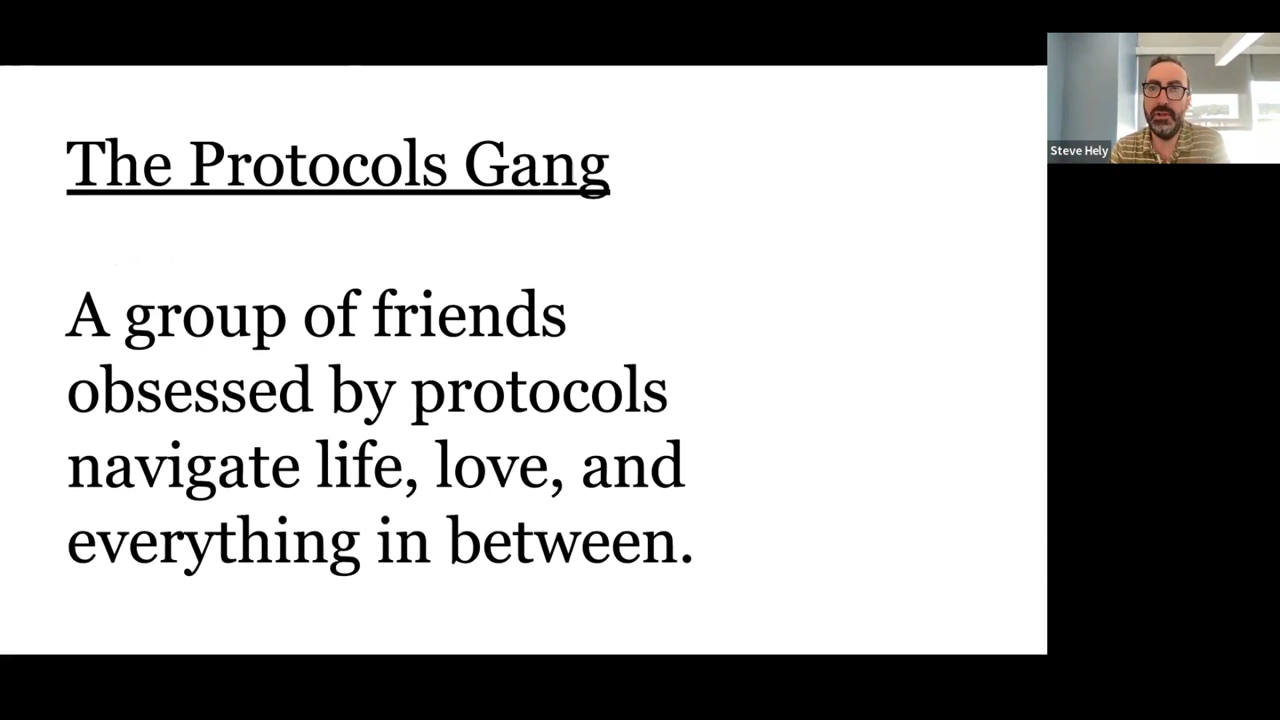 The Protocols Gang
A group of friends
obsessed by protocols
navigate life, love, and
everything in between.
Steve Hely